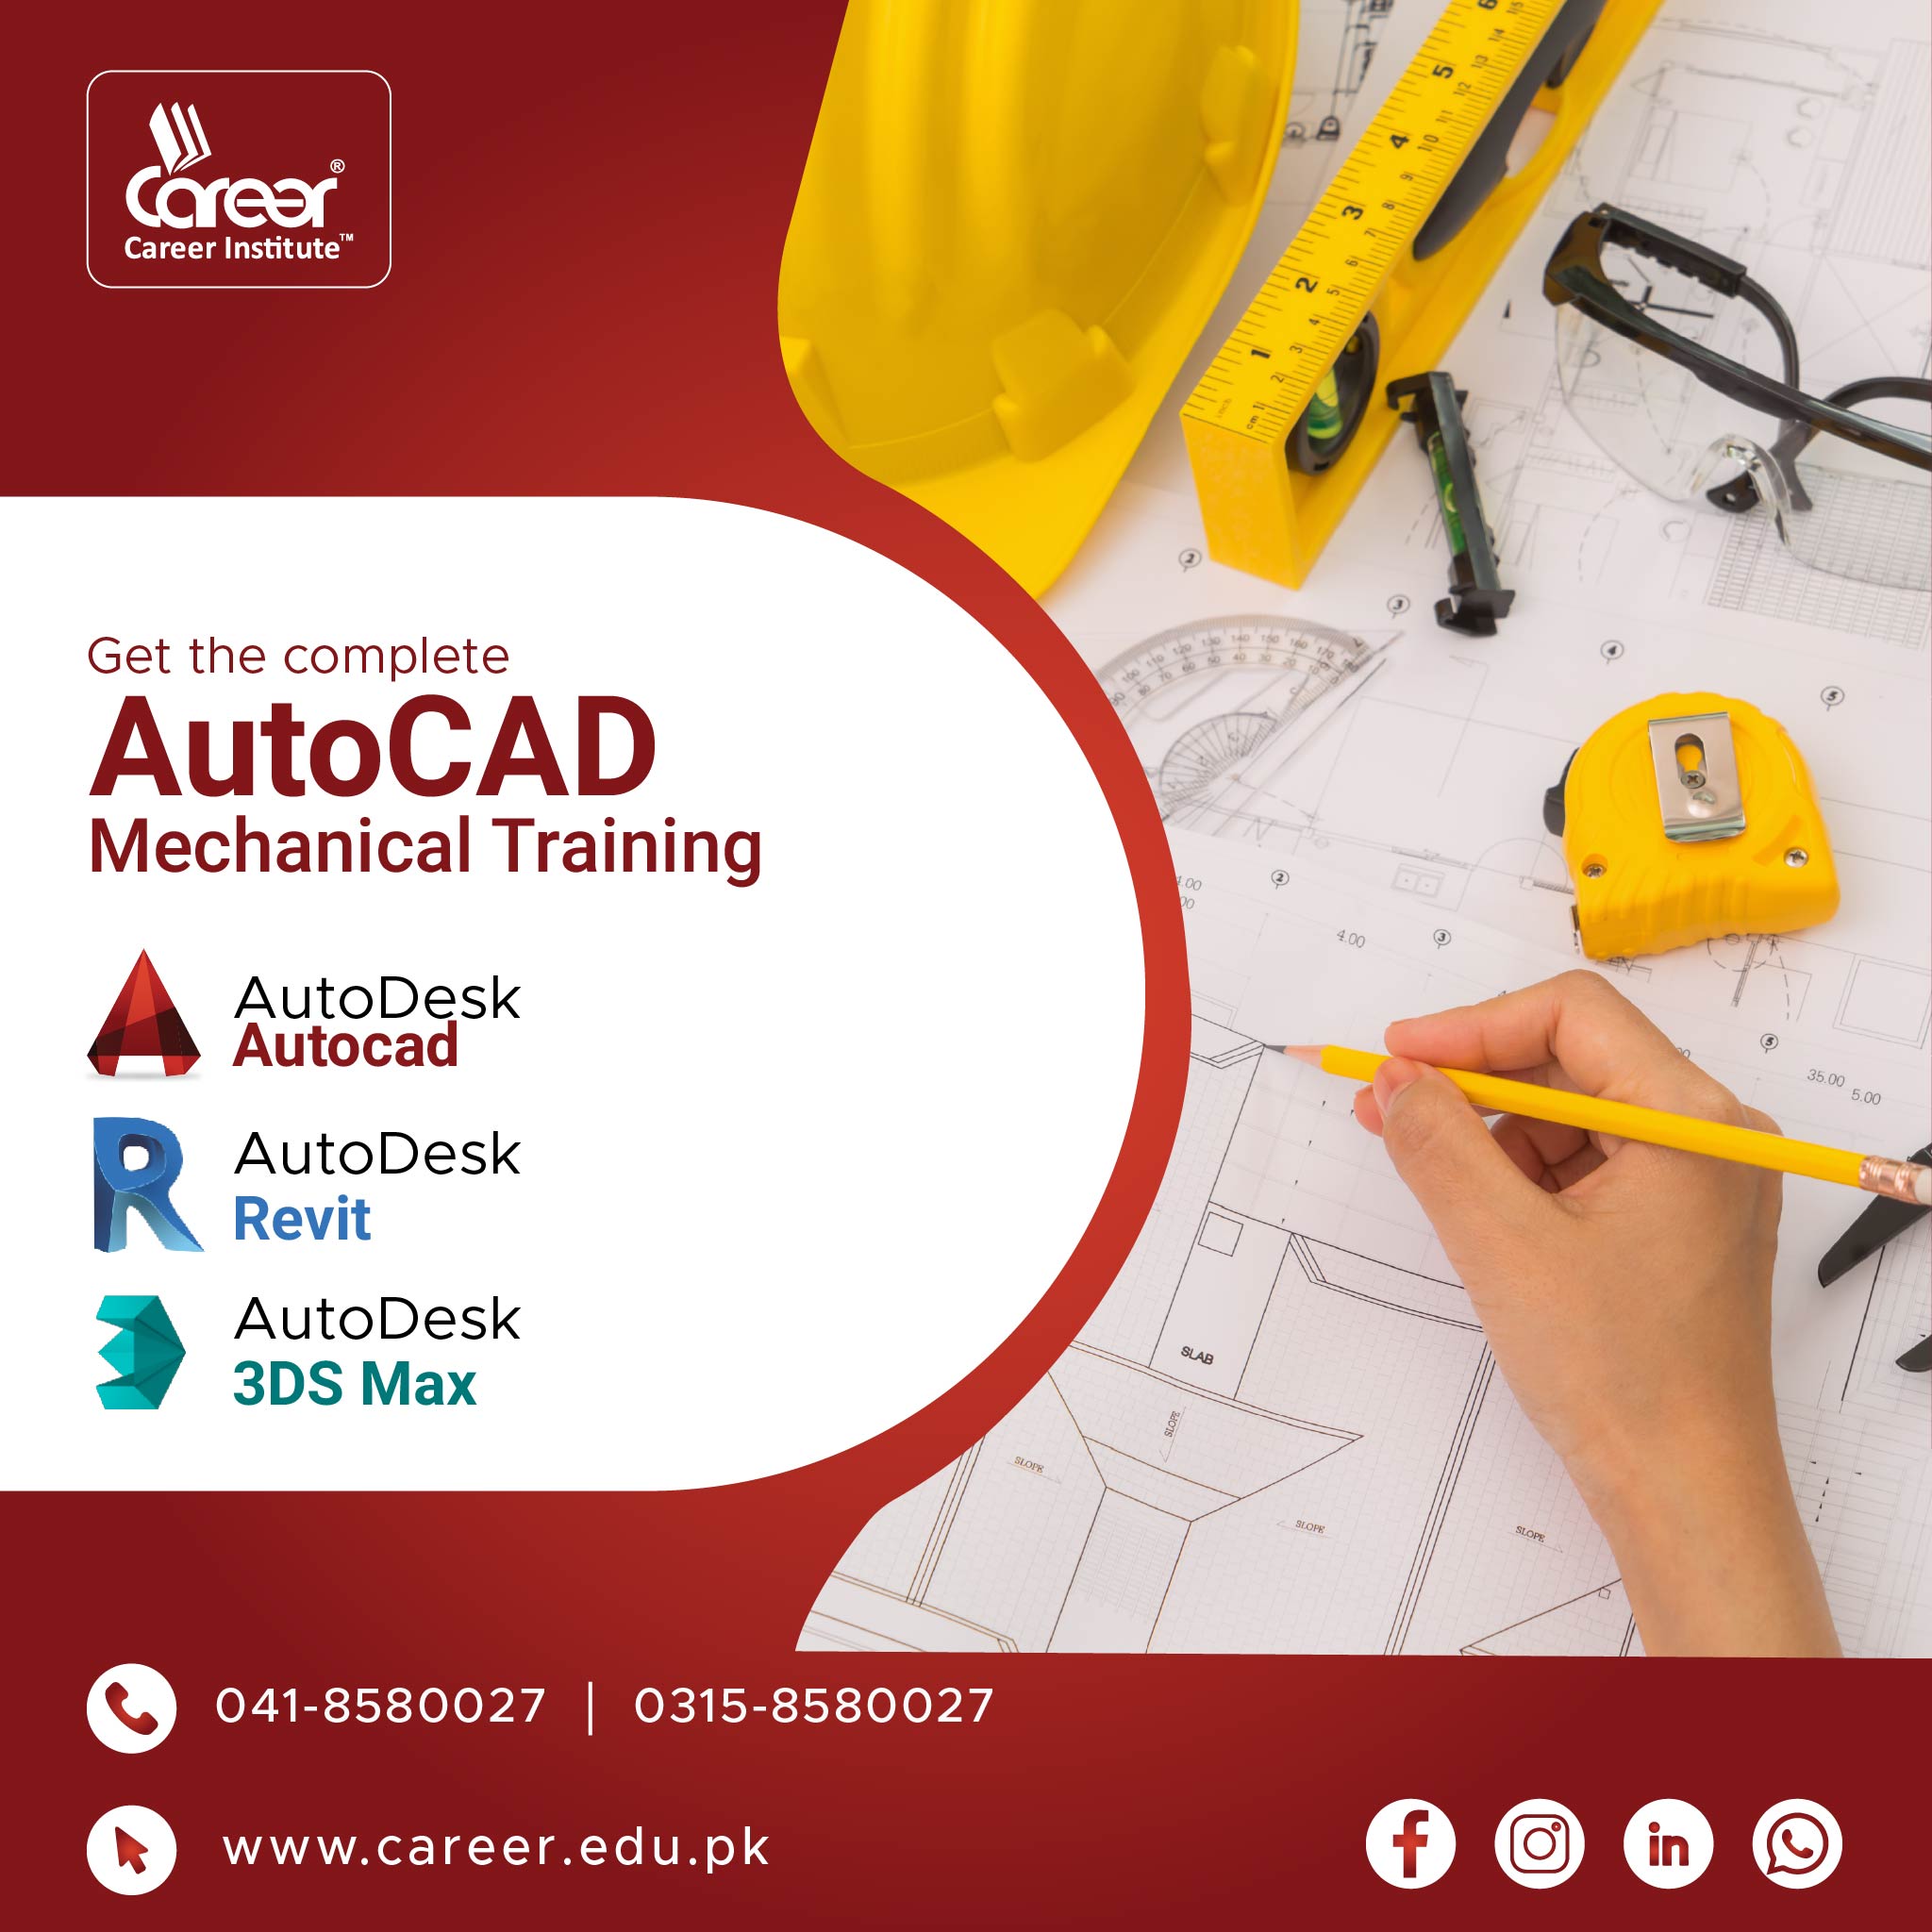 Career®
Career Institute™
Get the complete
AutoCAD
Mechanical Training
AutoDesk
Autocad
AutoDesk
Revit
AutoDesk
3DS Max
041-8580027 | 0315-8580027
www.career.edu.pk
SLAB
SLOPE
SLOPE
SLOPE
SLOPE
4.00
35.00
5.00